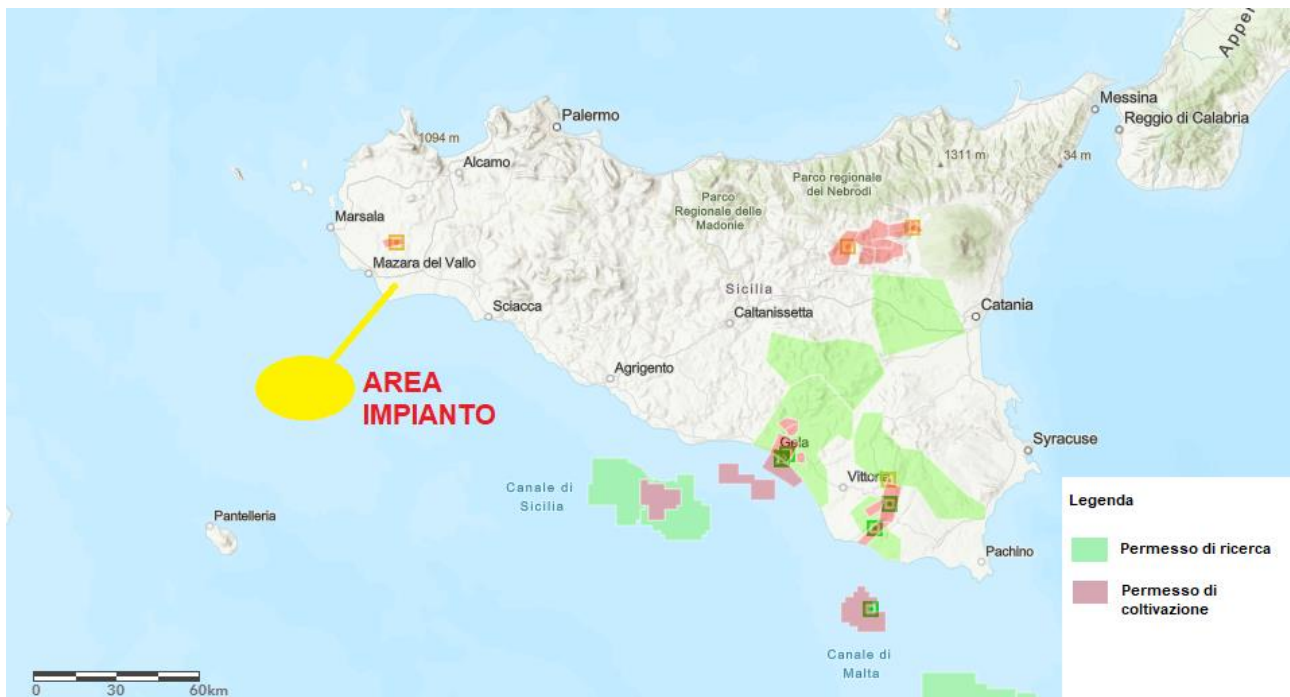 Appen
Messina
Reggio di Calabria
Palermo
1094 m
1311 m
34 m
Alcamo
Parco regionale
dei Nebrodi
Parco
Regionale delle
Madonie
Marsala
Mazara del Vallo
Sicilia
Sciacca
Caltanissetta
Catania
Agrigento
AREA
IMPIANTO
Gela
Syracuse
Vittoria
Canale di
Sicilia
Pantelleria
Pachino
Canale di
Malta
Legenda
Permesso di ricerca
Permesso di
coltivazione
0 30 60km